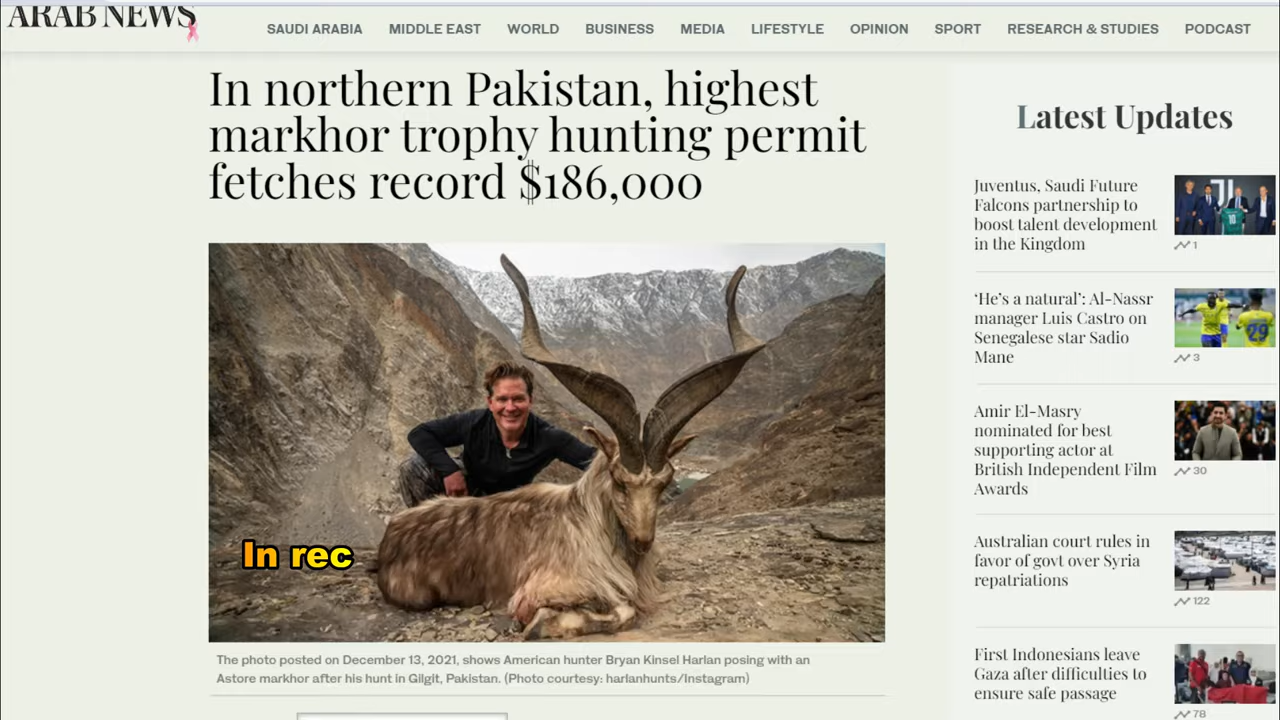 ARAB NEWS
SAUDI ARABIA MIDDLE EAST WORLD BUSINESS MEDIA LIFESTYLE OPINION SPORT RESEARCH & STUDIES PODCAST
In northern Pakistan, highest
markhor trophy hunting permit
fetches record $186,000
In rec
The photo posted on December 13, 2021, shows American hunter Bryan Kinsel Harlan posing with an
Astore markhor after his hunt in Gilgit, Pakistan. (Photo courtesy: harlanhunts/Instagram)
Latest Updates
Juventus, Saudi Future
Falcons partnership to
boost talent development
in the Kingdom
1
‘He’s a natural’: Al-Nassr
manager Luis Castro on
Senegalese star Sadio
Mane
29
3
Amir El-Masry
nominated for best
supporting actor at
British Independent Film
Awards
30
Australian court rules in
favor of govt over Syria
repatriations
122
First Indonesians leave
Gaza after difficulties to
ensure safe passage
78